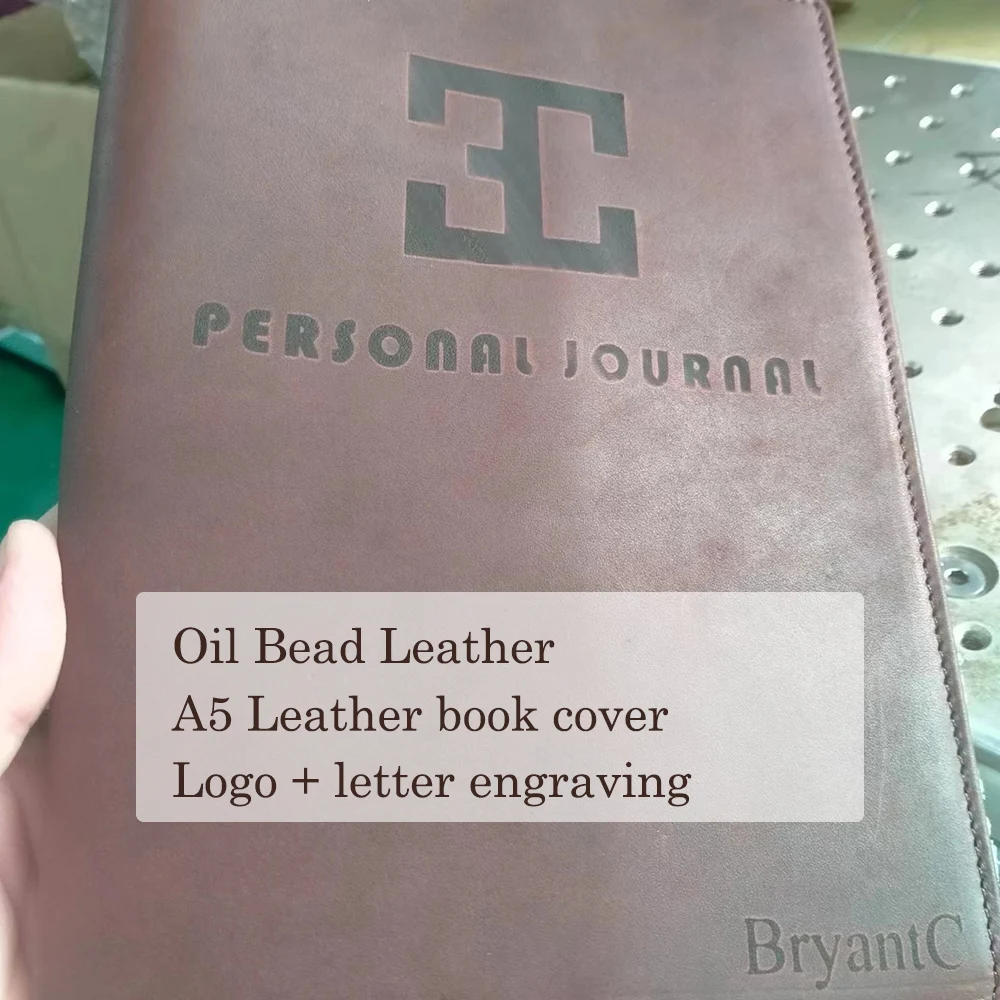 PERSONAL JOURNAL
Oil Bead Leather
A5 Leather book cover
Logo + letter engraving
BryantC